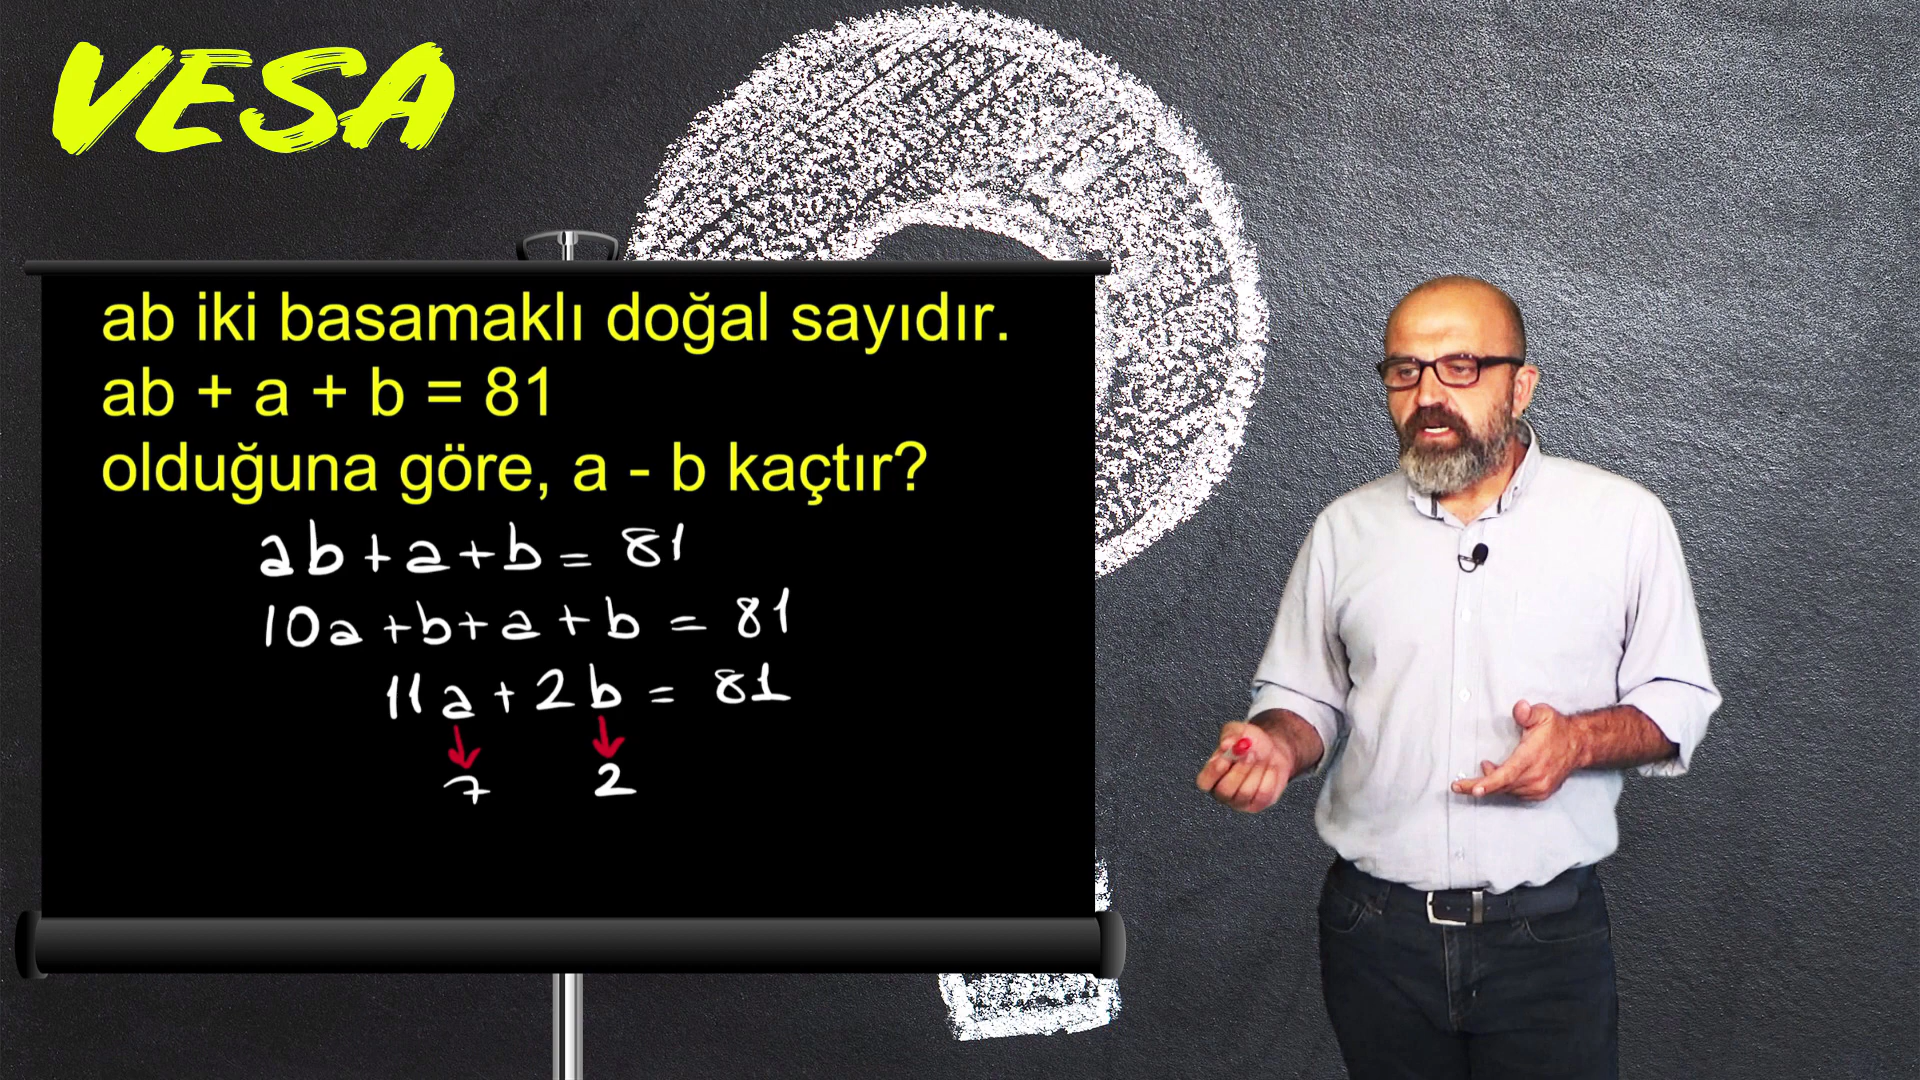 VESA
ab iki basamaklı doğal sayıdır.
ab + a + b = 81
olduğuna göre, a - b kaçtır?
ab+a+b= 81
10a+b+a+b = 81
11a+2b = 81
7 2